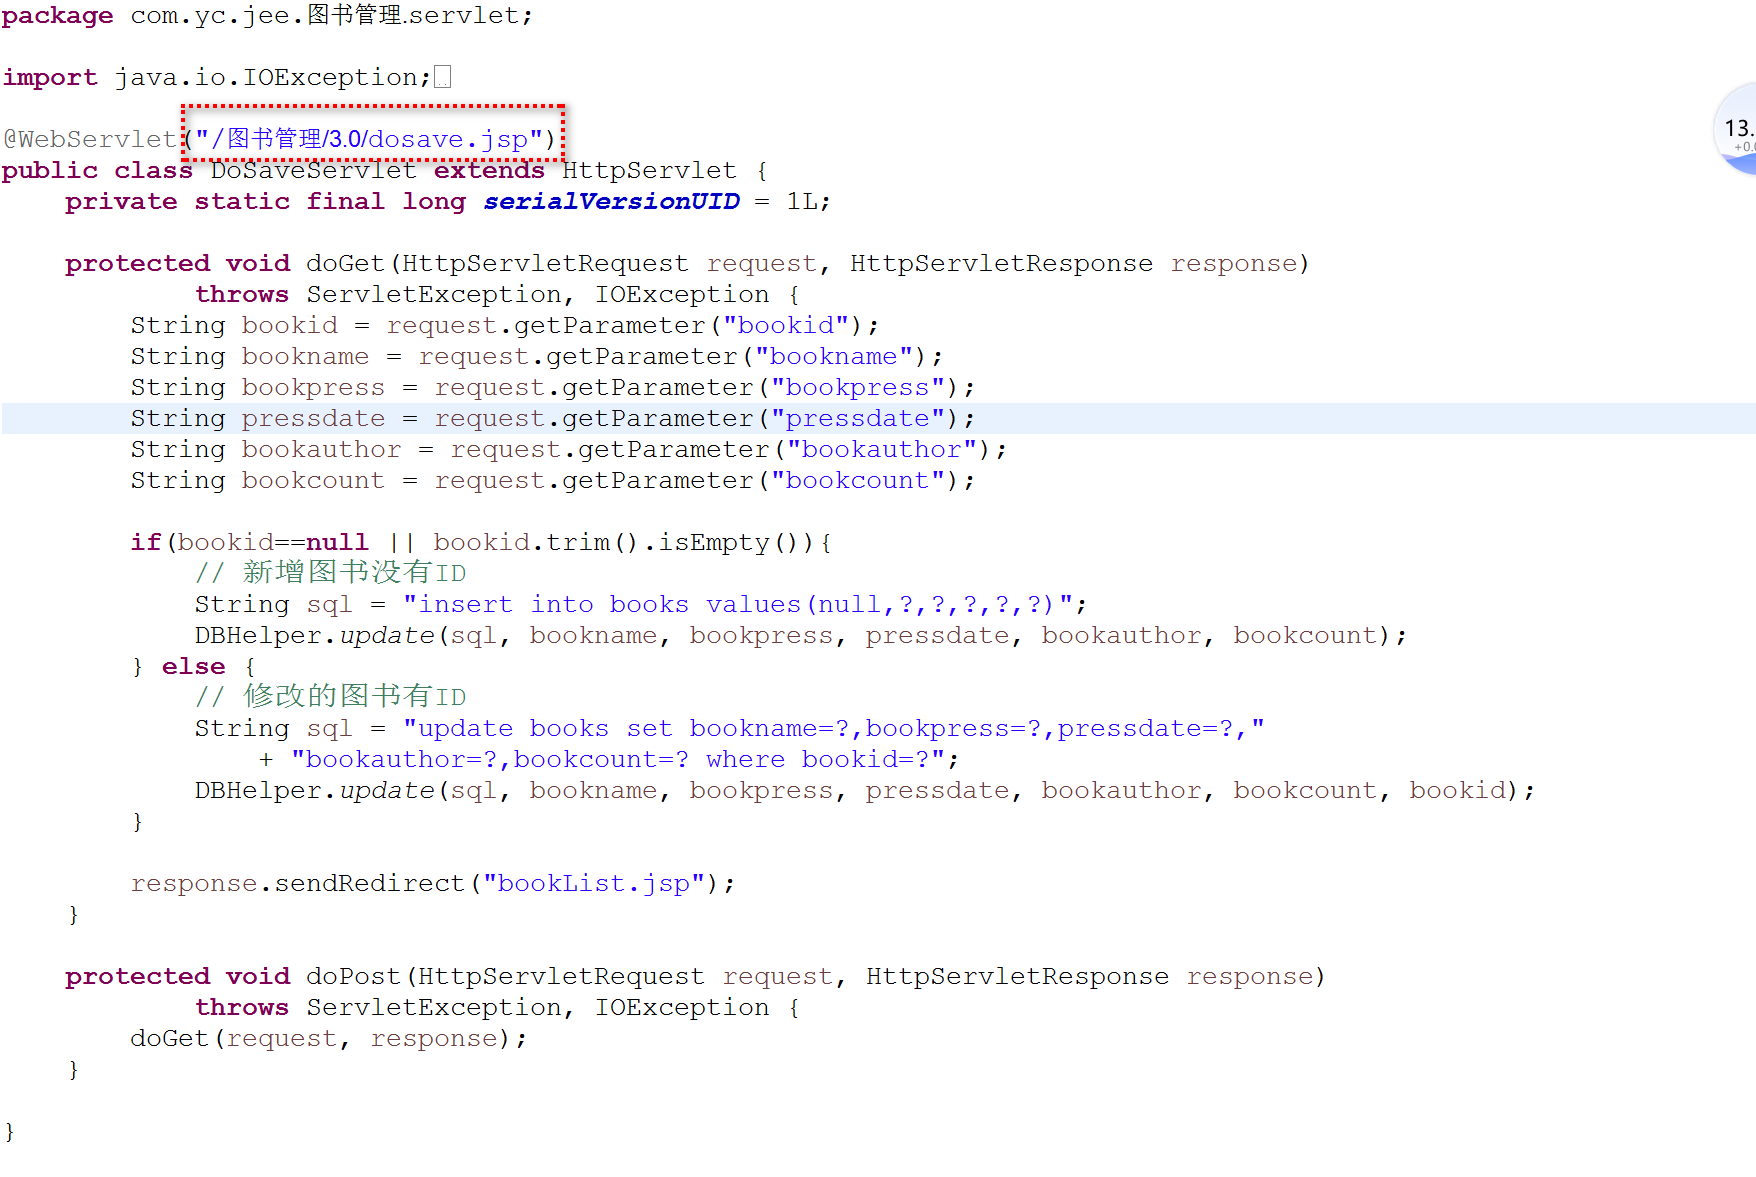 package com.yc.jee.图书管理.servlet;
import java.io.IOException;
@WebServlet("/图书管理/3.0/dosave.jsp")
public class DoSaveServlet extends HttpServlet {
private static final long serialVersionUID = 1L;
protected void doGet(HttpServletRequest request, HttpServletResponse response)
throws ServletException, IOException {
String bookid = request.getParameter("bookid");
String bookname = request.getParameter("bookname");
String bookpress = request.getParameter("bookpress");
String pressdate = request.getParameter("pressdate");
String bookauthor = request.getParameter("bookauthor");
String bookcount = request.getParameter("bookcount");
if(bookid==null || bookid.trim().isEmpty()){
// 新增图书没有ID
String sql = "insert into books values(null,?,?,?,?,?)";
DBHelper.update(sql, bookname, bookpress, pressdate, bookauthor, bookcount);
} else {
// 修改的图书有ID
String sql = "update books set bookname=?,bookpress=?,pressdate=?,"
+ "bookauthor=?,bookcount=? where bookid=?";
DBHelper.update(sql, bookname, bookpress, pressdate, bookauthor, bookcount, bookid);
}
response.sendRedirect("bookList.jsp");
}
protected void doPost(HttpServletRequest request, HttpServletResponse response)
throws ServletException, IOException {
doGet(request, response);
}
}
13.